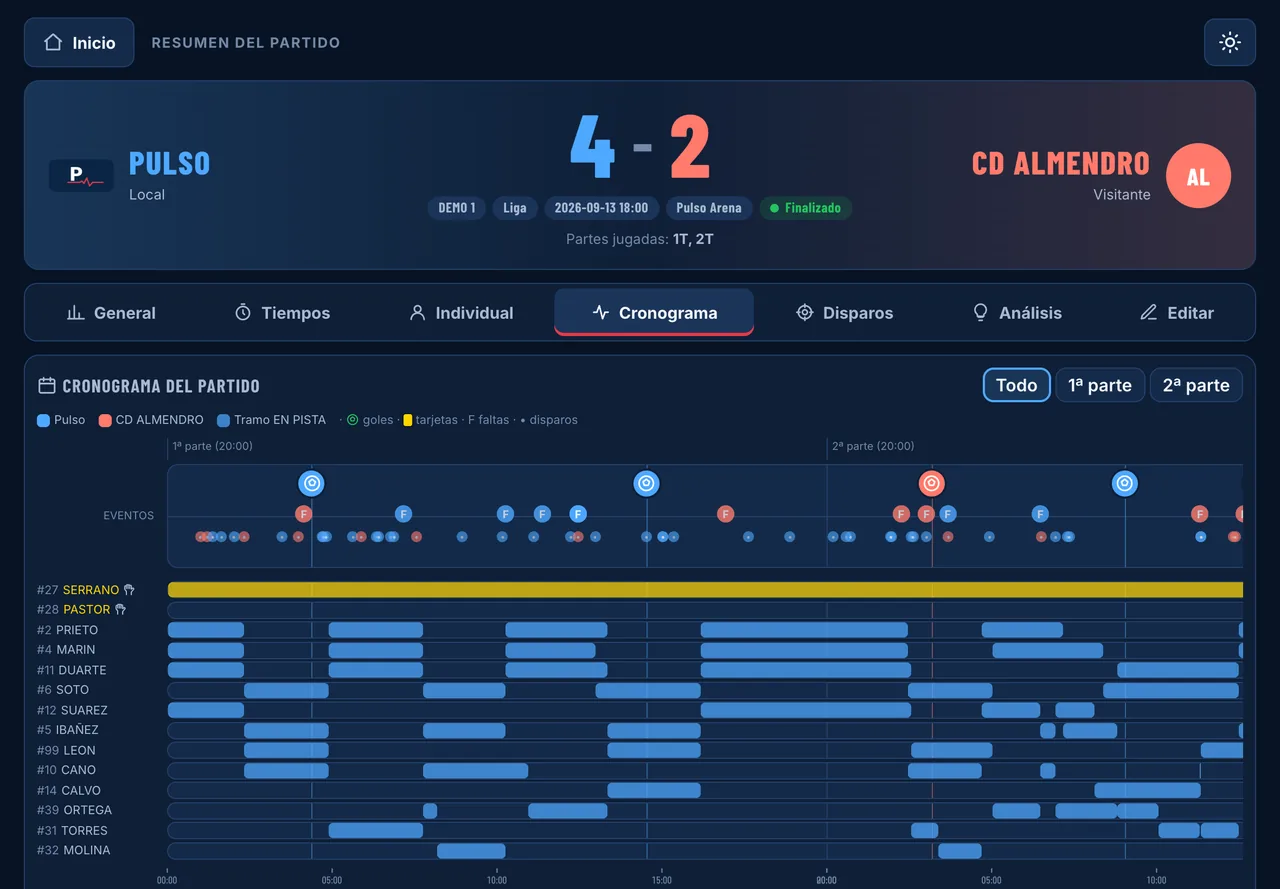 Inicio
RESUMEN DEL PARTIDO
P
PULSO
Local
4 - 2
CD ALMENDRO
Visitante
AL
DEMO 1
Liga
2026-09-13 18:00
Pulso Arena
Finalizado
Partes jugadas: 1T, 2T
General
Tiempos
Individual
Cronograma
Disparos
Análisis
Editar
CRONOGRAMA DEL PARTIDO
Todo
1ª parte
2ª parte
Pulso
CD ALMENDRO
Tramo EN PISTA
· goles · tarjetas · F faltas · • disparos
1ª parte (20:00)
2ª parte (20:00)
EVENTOS
F F F F F F F F F F F F
#27 SERRANO
#28 PASTOR
#2 PRIETO
#4 MARIN
#11 DUARTE
#6 SOTO
#12 SUAREZ
#5 IBAÑEZ
#99 LEON
#10 CANO
#14 CALVO
#39 ORTEGA
#31 TORRES
#32 MOLINA
00:00
05:00
10:00
15:00
05:00
10:00